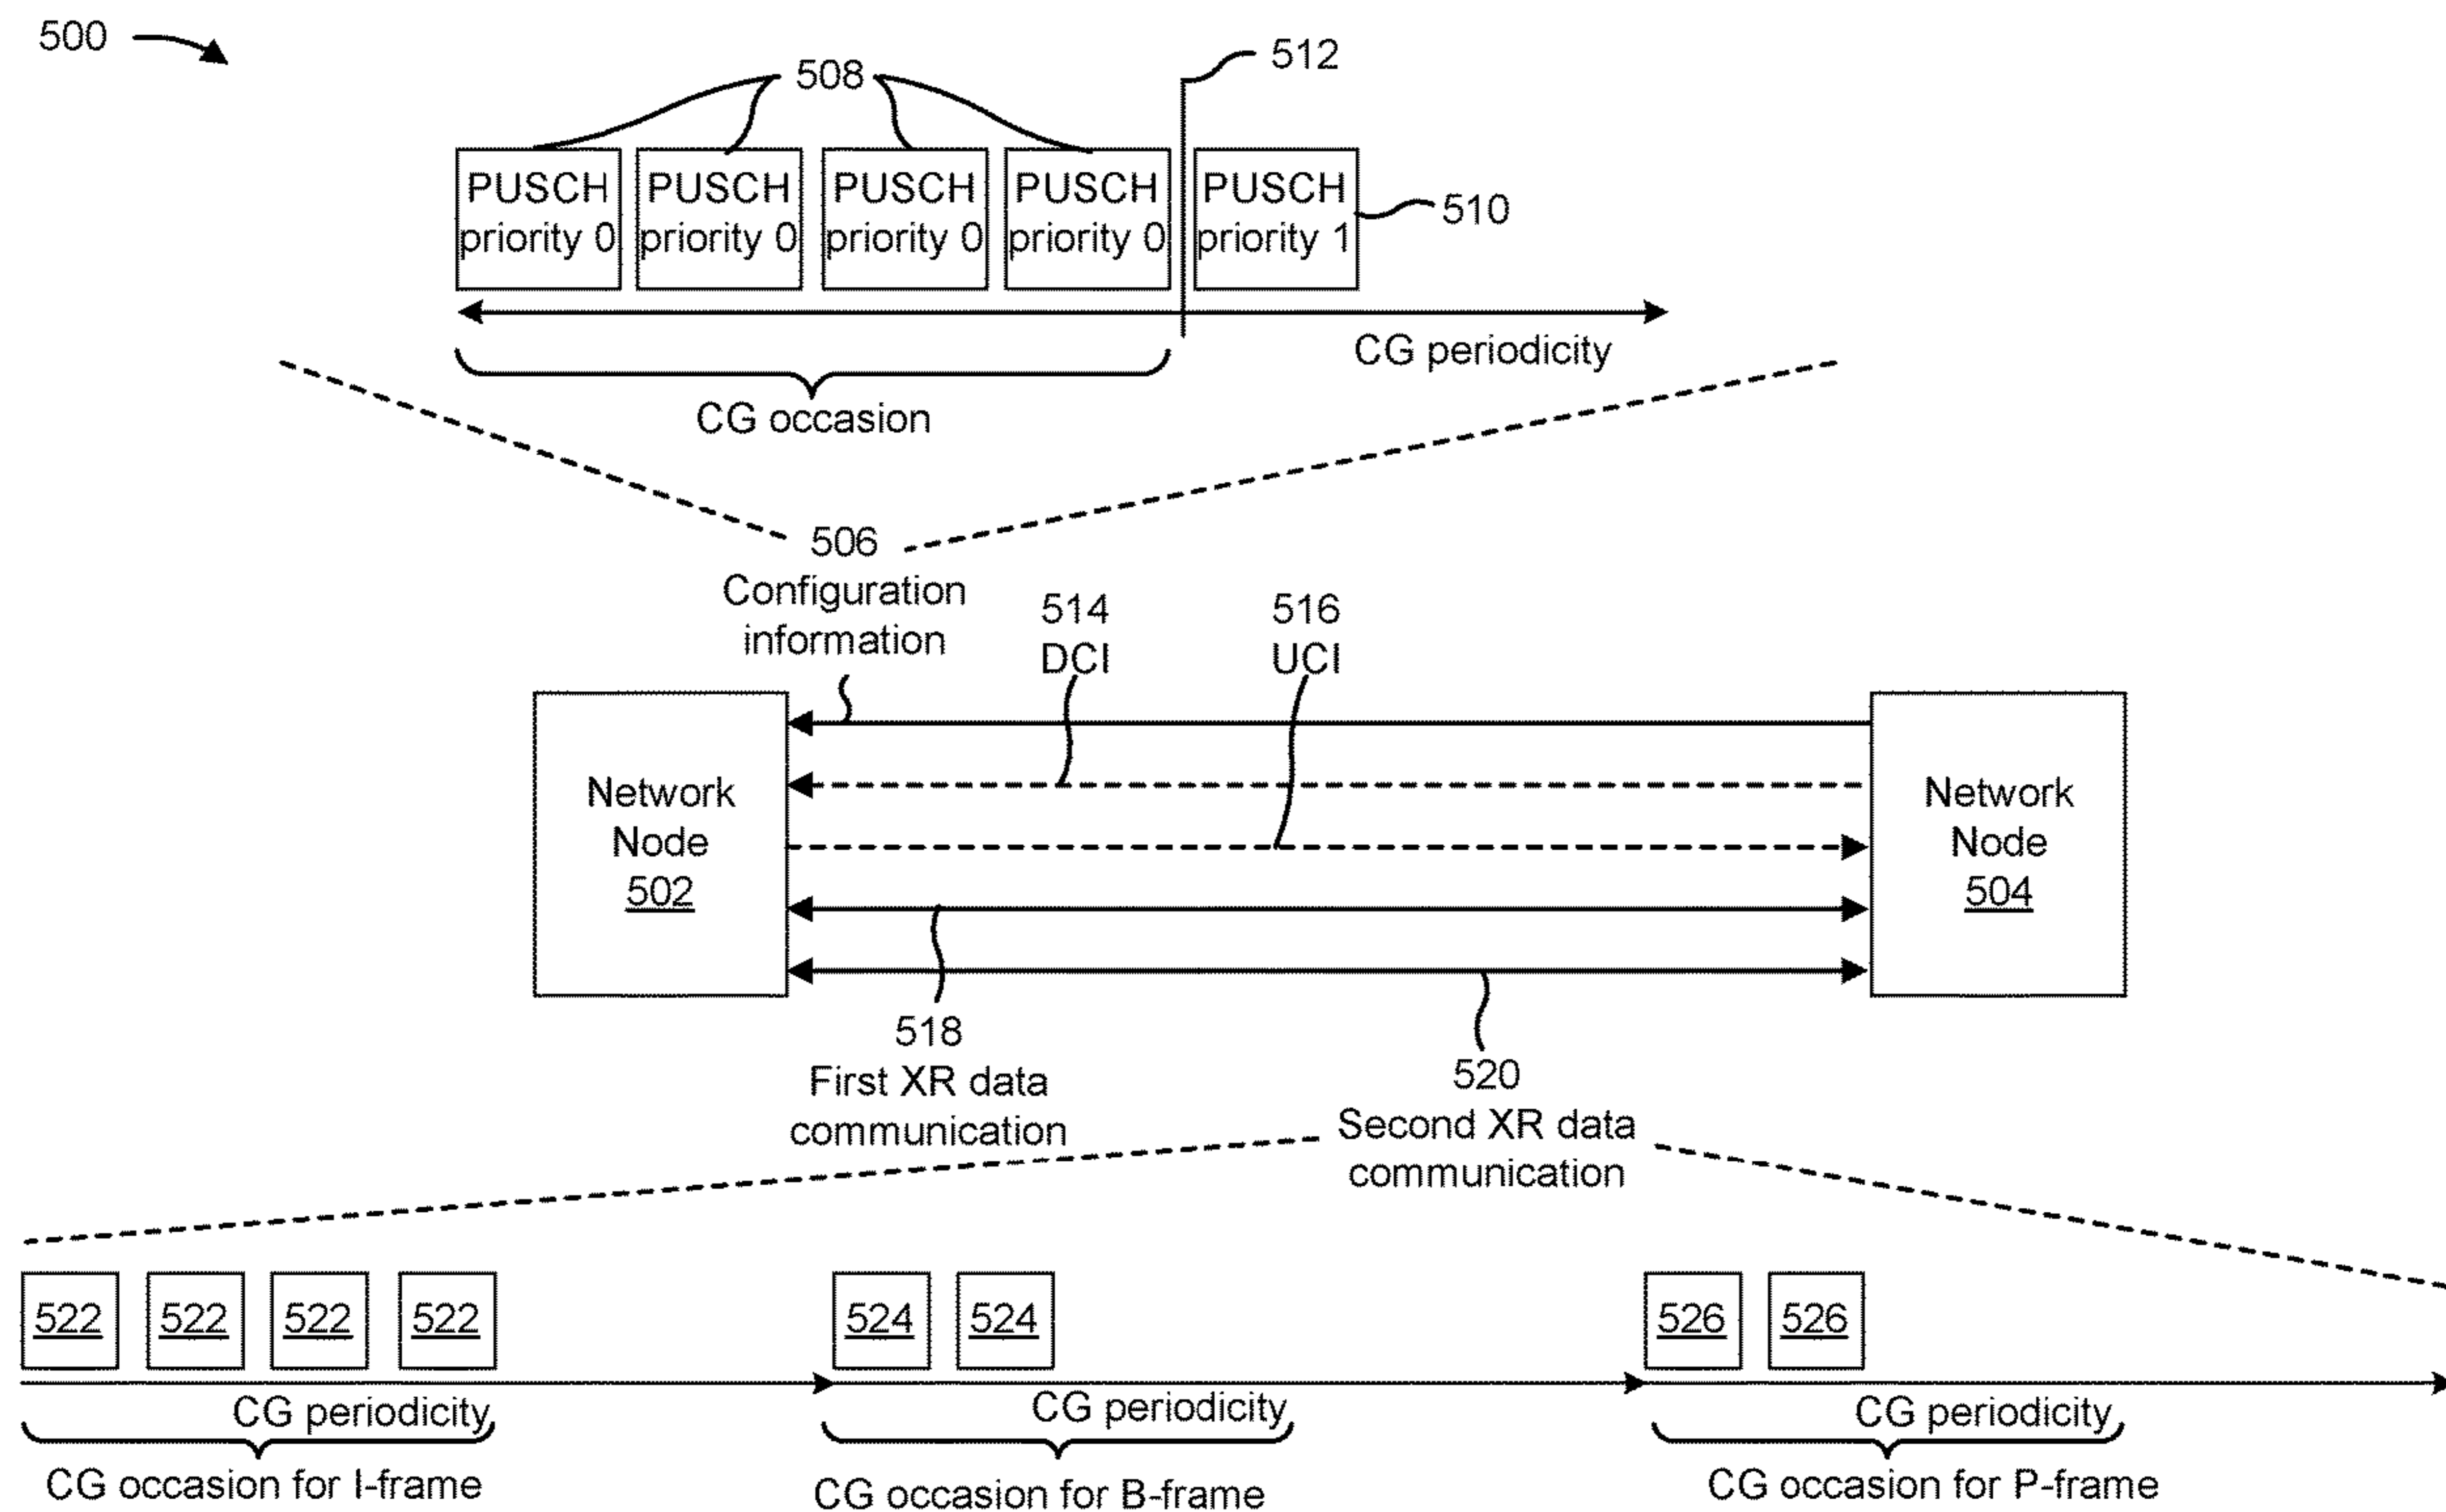 500
508
512
PUSCH
priority 0
PUSCH
priority 0
PUSCH
priority 0
PUSCH
priority 0
PUSCH
priority 1
510
CG periodicity
CG occasion
506
Configuration
information
514
DCI
516
UCI
Network
Node
502
Network
Node
504
518
First XR data
communication
520
Second XR data
communication
522
522
522
522
524
524
526
526
CG periodicity
CG periodicity
CG periodicity
CG occasion for I-frame
CG occasion for B-frame
CG occasion for P-frame